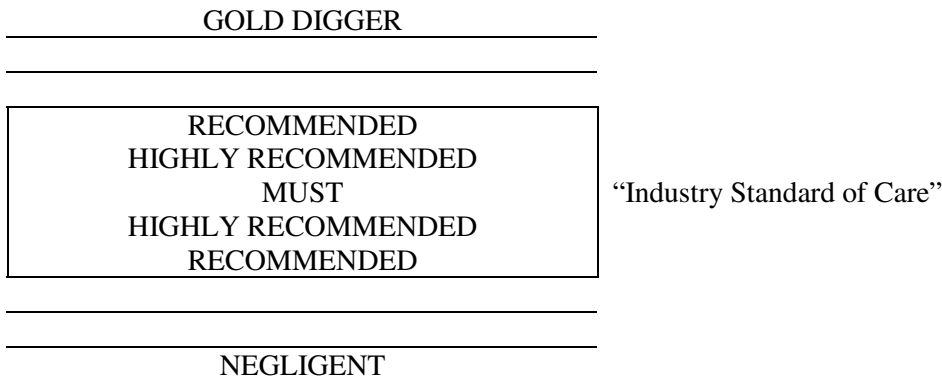 GOLD DIGGER
RECOMMENDED
HIGHLY RECOMMENDED
MUST “Industry Standard of Care”
HIGHLY RECOMMENDED
RECOMMENDED
NEGLIGENT